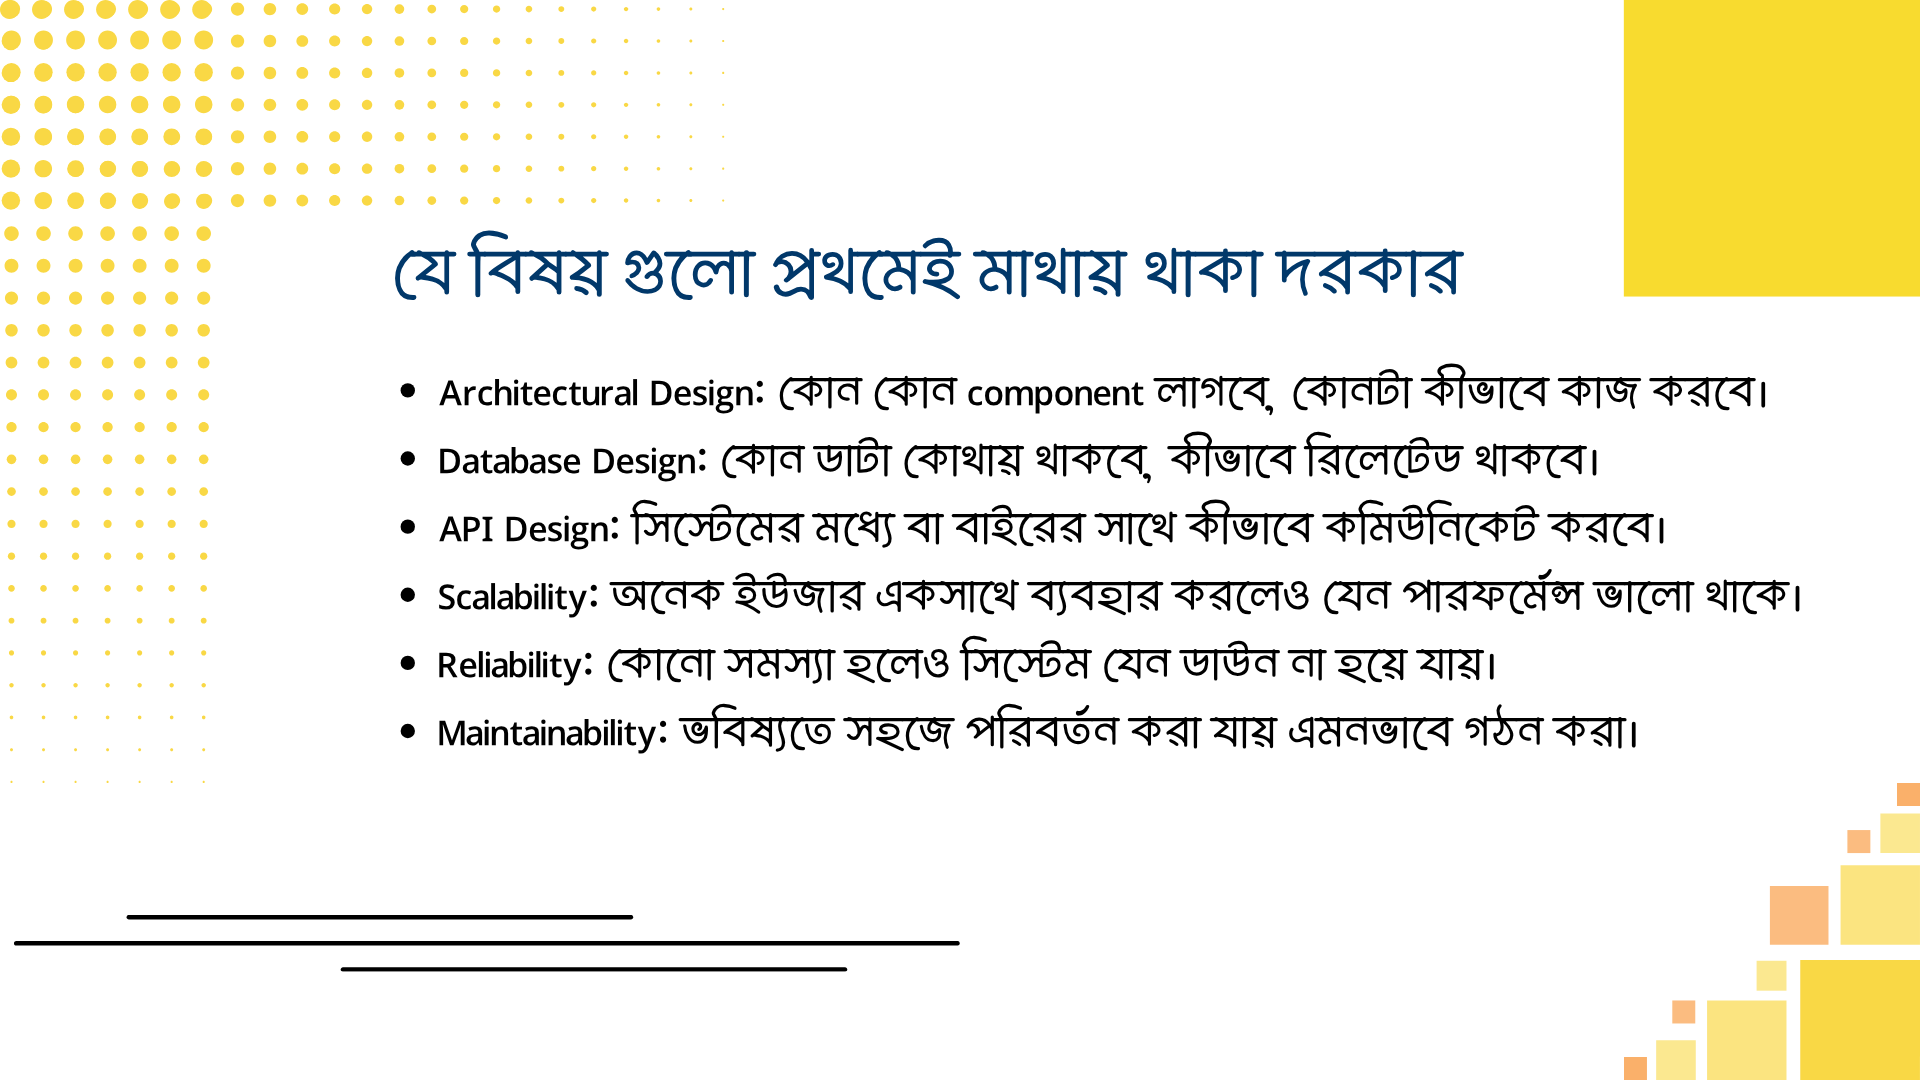 যে বিষয় গুলো প্রথমেই মাথায় থাকা দরকার
• Architectural Design: কোন কোন component লাগবে, কোনটা কীভাবে কাজ করবে।
• Database Design: কোন ডাটা কোথায় থাকবে, কীভাবে রিলেটেড থাকবে।
• API Design: সিস্টেমের মধ্যে বা বাইরের সাথে কীভাবে কমিউনিকেট করবে।
• Scalability: অনেক ইউজার একসাথে ব্যবহার করলেও যেন পারফর্মেন্স ভালো থাকে।
• Reliability: কোনো সমস্যা হলেও সিস্টেম যেন ডাউন না হয়ে যায়।
• Maintainability: ভবিষ্যতে সহজে পরিবর্তন করা যায় এমনভাবে গঠন করা।